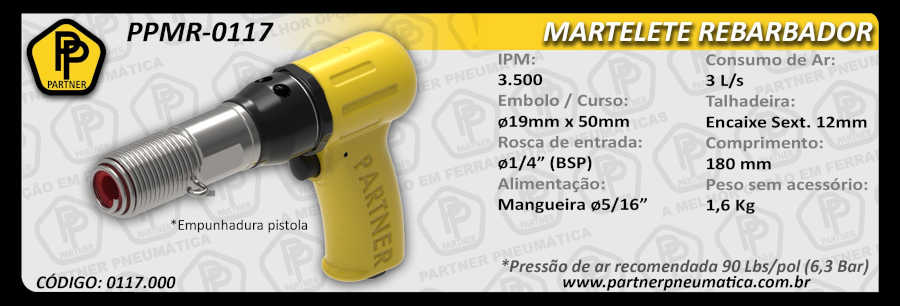 PP
PARTNER
PPMR-0117
MARTELETE REBARBADOR
IPM:
3.500
Embolo / Curso:
ø19mm x 50mm
Rosca de entrada:
ø1/4” (BSP)
Alimentação:
Mangueira ø5/16”
Consumo de Ar:
3 L/s
Talhadeira:
Encaixe Sext. 12mm
Comprimento:
180 mm
Peso sem acessório:
1,6 Kg
PARTNER
*Empunhadura pistola
CÓDIGO: 0117.000
*Pressão de ar recomendada 90 Lbs/pol (6,3 Bar)
www.partnerpneumatica.com.br
PARTNER PNEUMATICA